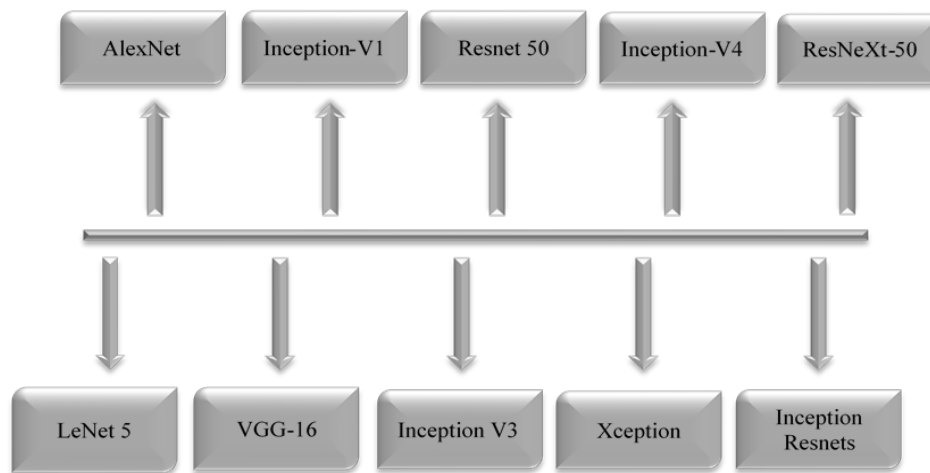 AlexNet
Inception-V1
Resnet 50
Inception-V4
ResNeXt-50
LeNet 5
VGG-16
Inception V3
Xception
Inception
Resnets